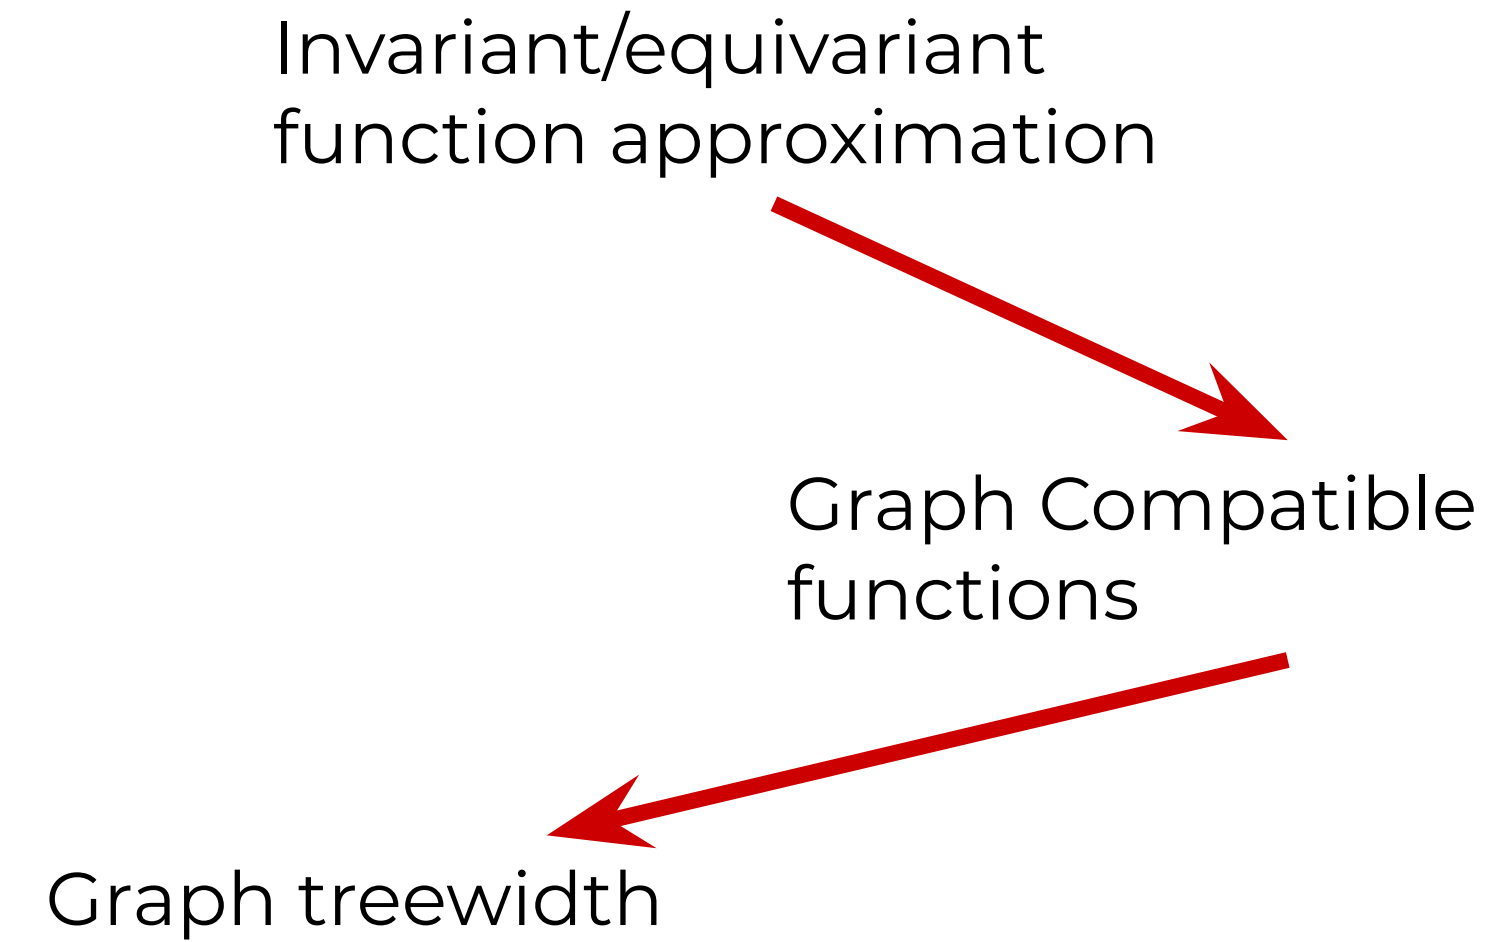 Invariant/equivariant
function approximation
Graph Compatible
functions
Graph treewidth